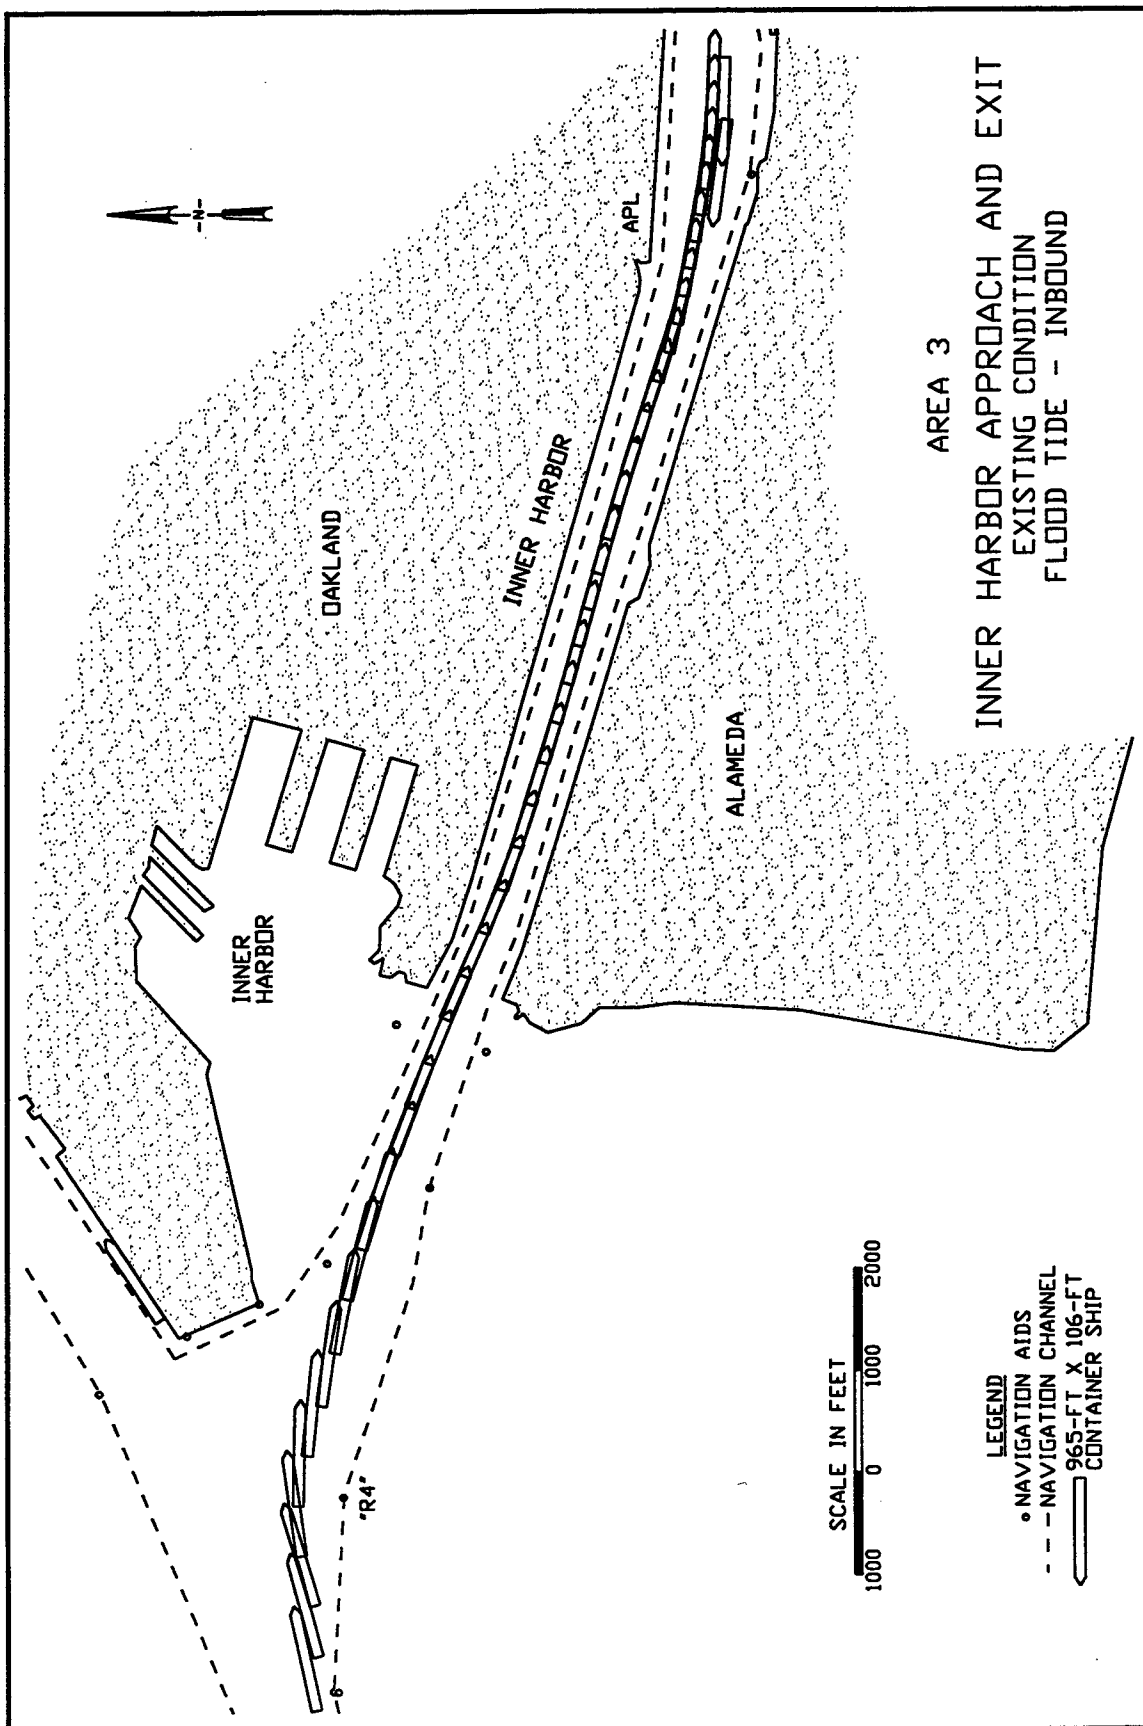 -N-
APL
OAKLAND
INNER HARBOR
INNER
HARBOR
ALAMEDA
"R4"
AREA 3
INNER HARBOR APPROACH AND EXIT
EXISTING CONDITION
FLOOD TIDE - INBOUND
SCALE IN FEET
1000 0 1000 2000
LEGEND
NAVIGATION AIDS
NAVIGATION CHANNEL
965-FT X 106-FT
CONTAINER SHIP